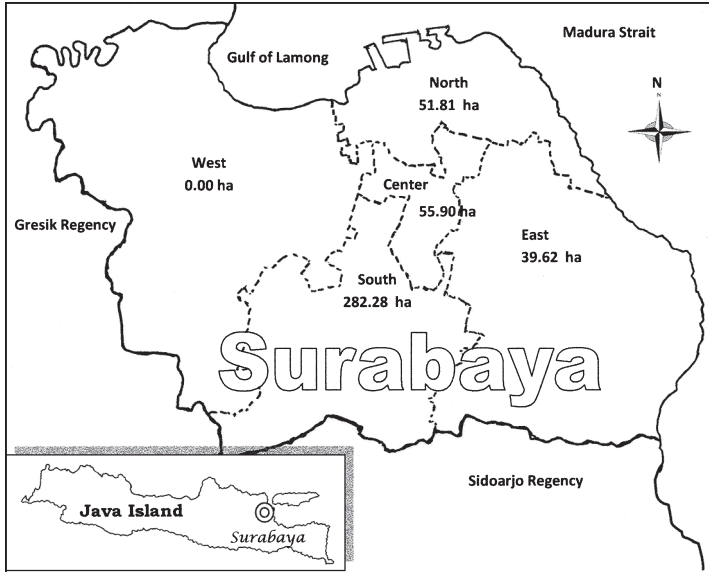 Madura Strait
Gulf of Lamong
N
N
North
51.81 ha
West
0.00 ha
Center
55.90 ha
Gresik Regency
East
39.62 ha
South
282.28 ha
Surabaya
Sidoarjo Regency
Java Island
Surabaya